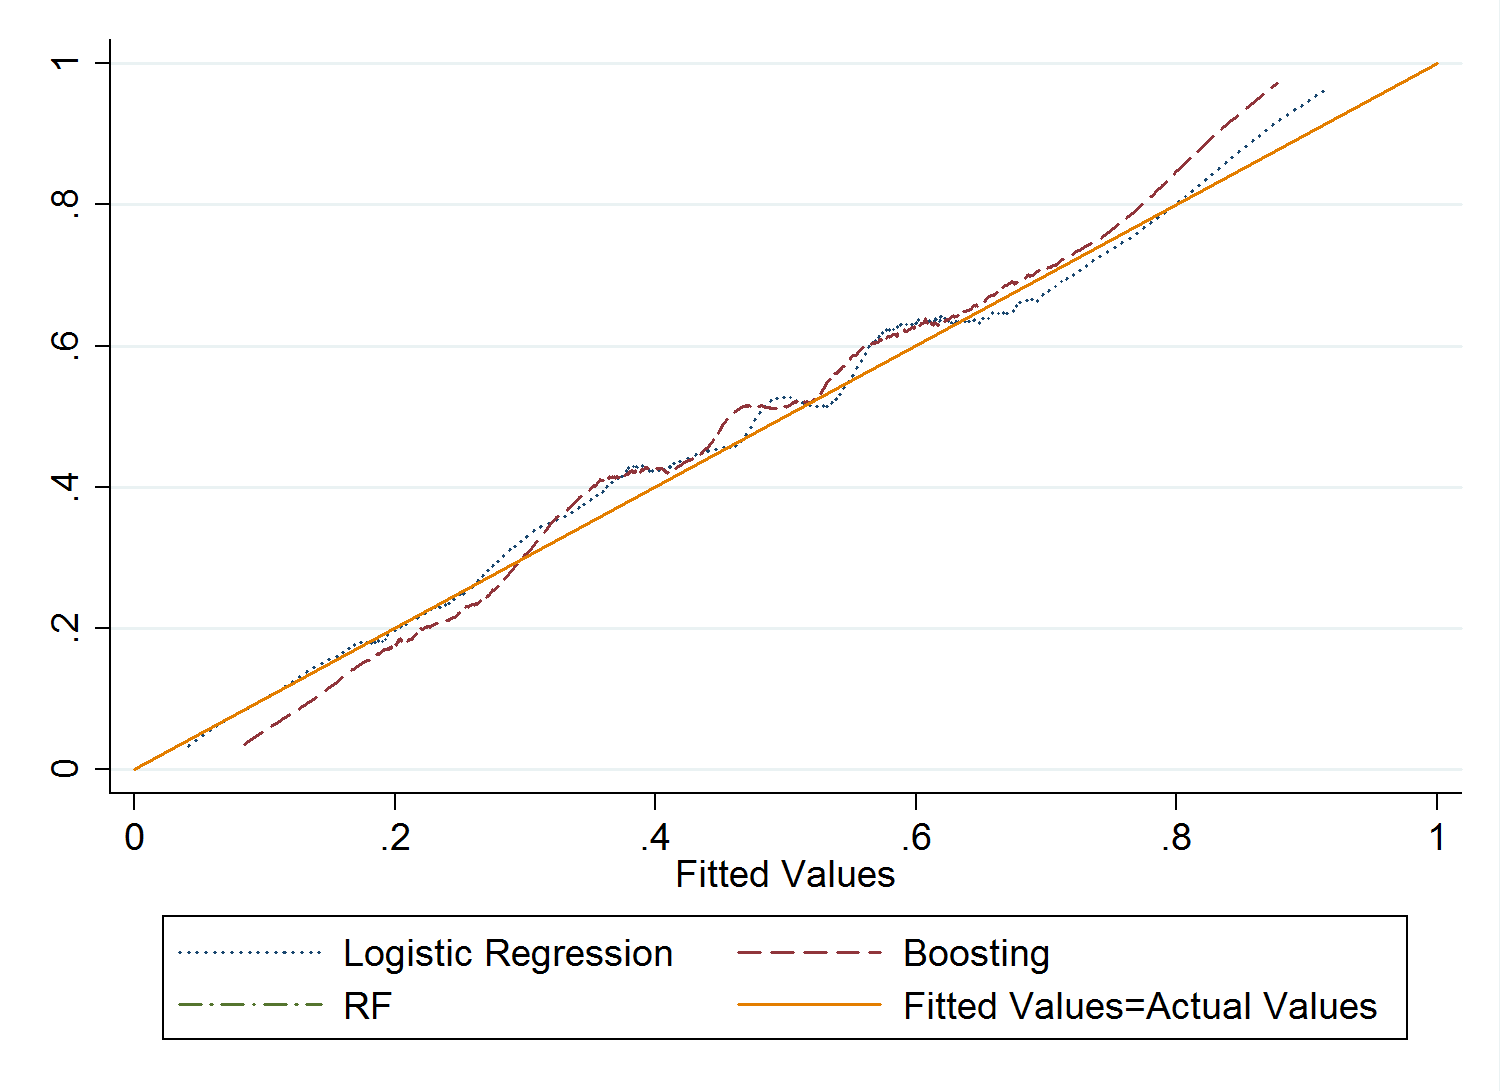 1
.8
.6
.4
.2
0
0 .2 .4 .6 .8 1
Fitted Values
Logistic Regression Boosting
RF Fitted Values=Actual Values